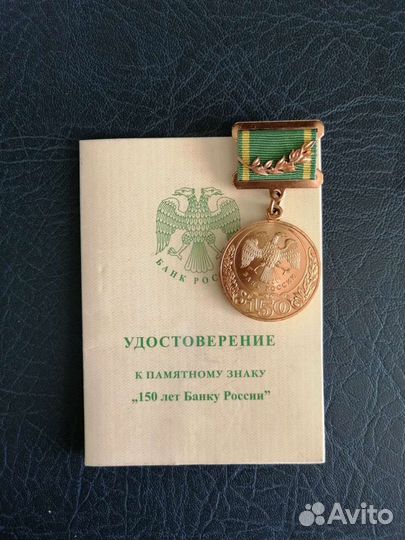 БАНК РОССИИ
УДОСТОВЕРЕНИЕ
К ПАМЯТНОМУ ЗНАКУ
„150 лет Банку России"
150
Avito